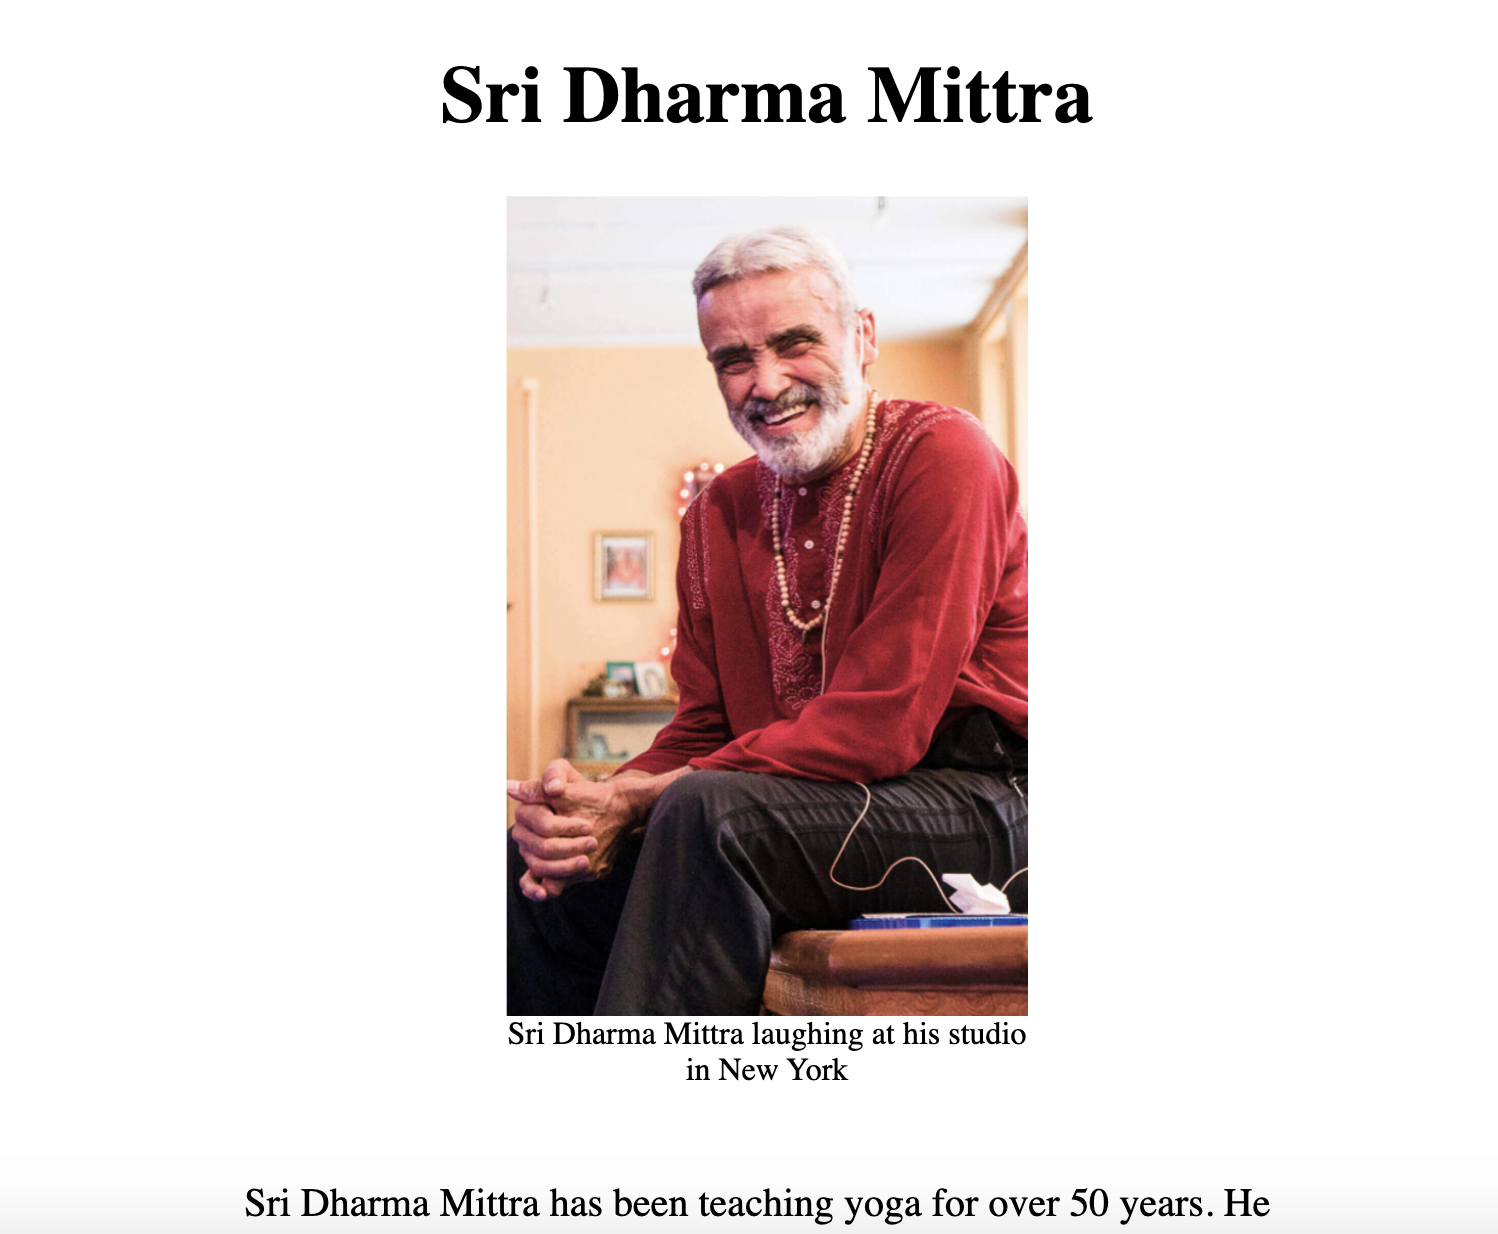 Sri Dharma Mittra
Sri Dharma Mittra laughing at his studio
in New York
Sri Dharma Mittra has been teaching yoga for over 50 years. He